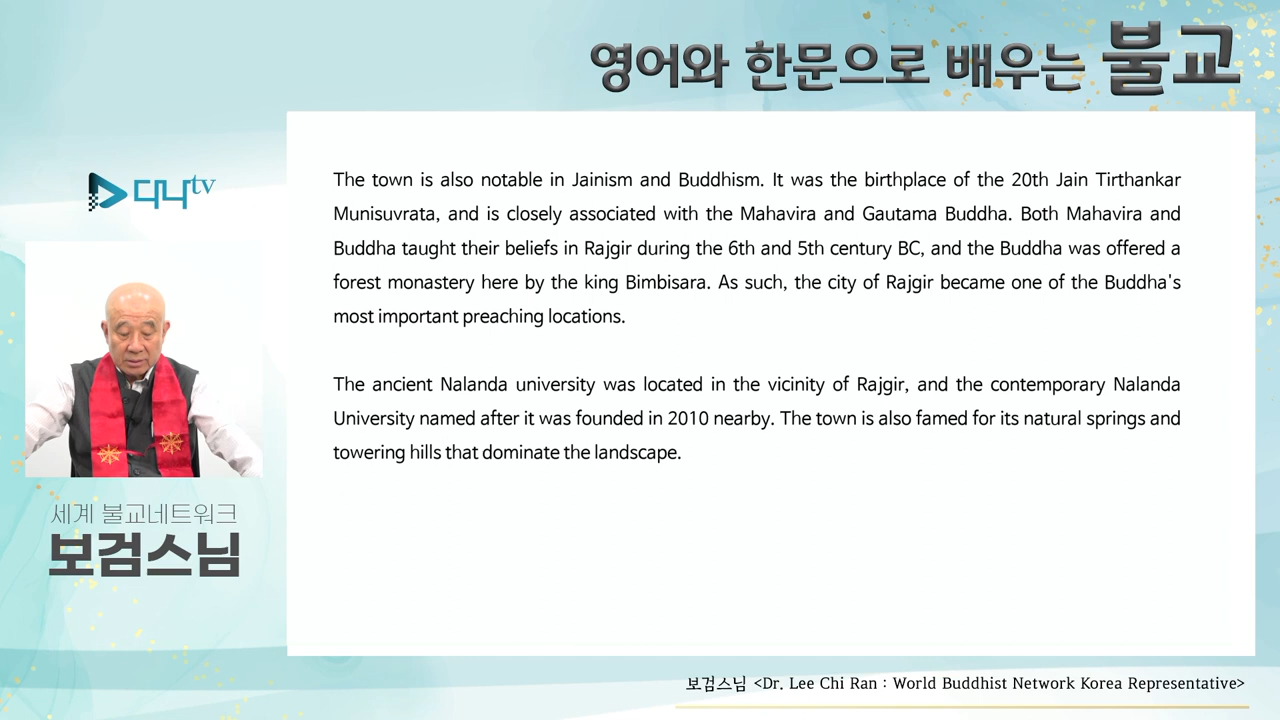 영어와 한문으로 배우는 불교
다나tv
The town is also notable in Jainism and Buddhism. It was the birthplace of the 20th Jain Tirthankar
Munisuvrata, and is closely associated with the Mahavira and Gautama Buddha. Both Mahavira and
Buddha taught their beliefs in Rajgir during the 6th and 5th century BC, and the Buddha was offered a
forest monastery here by the king Bimbisara. As such, the city of Rajgir became one of the Buddha's
most important preaching locations.
The ancient Nalanda university was located in the vicinity of Rajgir, and the contemporary Nalanda
University named after it was founded in 2010 nearby. The town is also famed for its natural springs and
towering hills that dominate the landscape.
세계 불교네트워크
보검스님
보검스님 <Dr. Lee Chi Ran : World Buddhist Network Korea Representative>